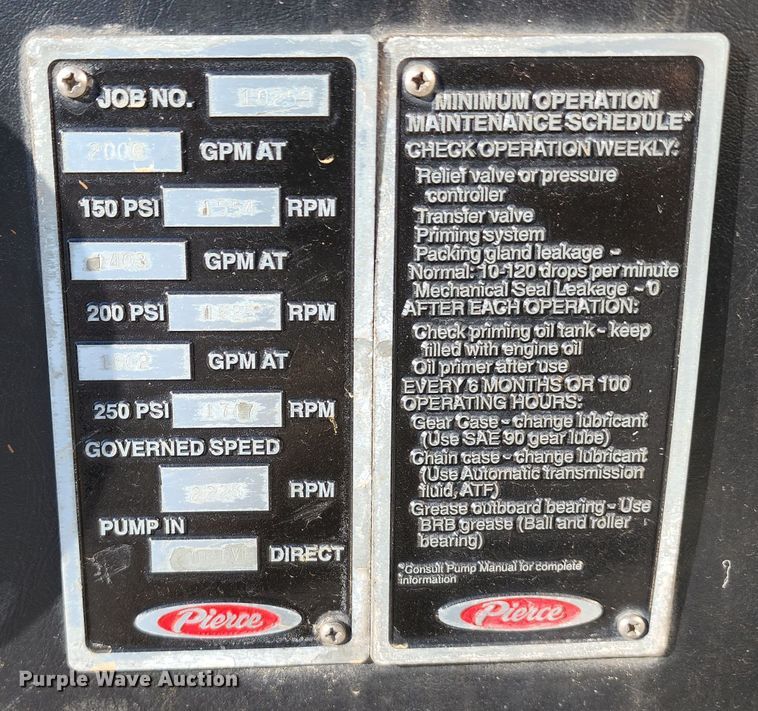 JOB NO.
GPM AT
150 PSI 1554 RPM
1403 GPM AT
200 PSI RPM
1002 GPM AT
250 PSI RPM
GOVERNED SPEED
RPM
PUMP IN
DIRECT
Pierce
MINIMUM OPERATION
MAINTENANCE SCHEDULE*
CHECK OPERATION WEEKLY:
Relief valve or pressure
controller
Transfer valve
Priming system
Packing gland leakage -
Normal: 10-120 drops per minute
Mechanical Seal Leakage - 0
AFTER EACH OPERATION:
Check priming oil tank - keep
filled with engine oil
Oil primer after use
EVERY 6 MONTHS OR 100
OPERATING HOURS:
Gear Case - change lubricant
(Use SAE 90 gear lube)
Chain case - change lubricant
(Use Automatic transmission
fluid, ATF)
Grease outboard bearing - Use
BRB grease (Ball and roller
bearing)
*Consult Pump Manual for complete
information
Pierce
Purple Wave Auction